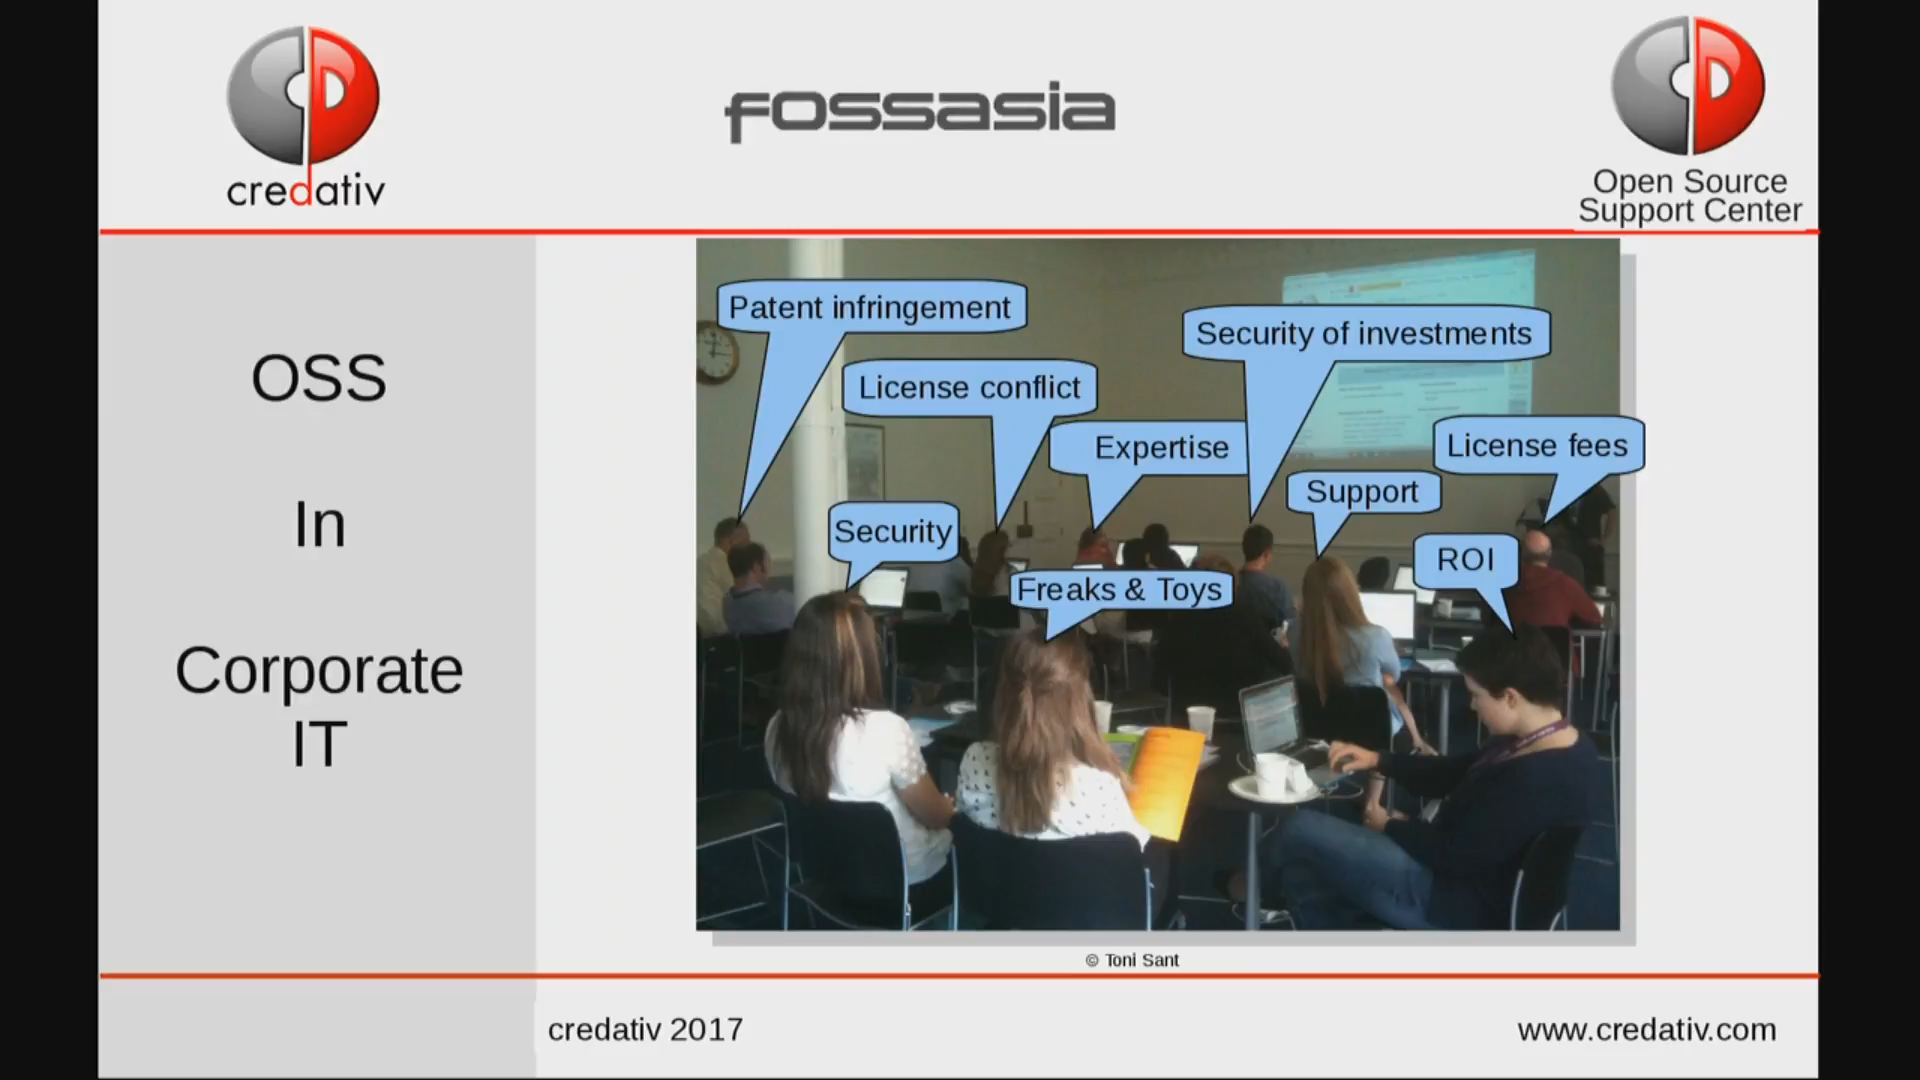 credativ
fossasia
Open Source
Support Center
OSS
In
Corporate
IT
Patent infringement
Security of investments
License conflict
Expertise
License fees
Support
Security
ROI
Freaks & Toys
© Toni Sant
credativ 2017
www.credativ.com